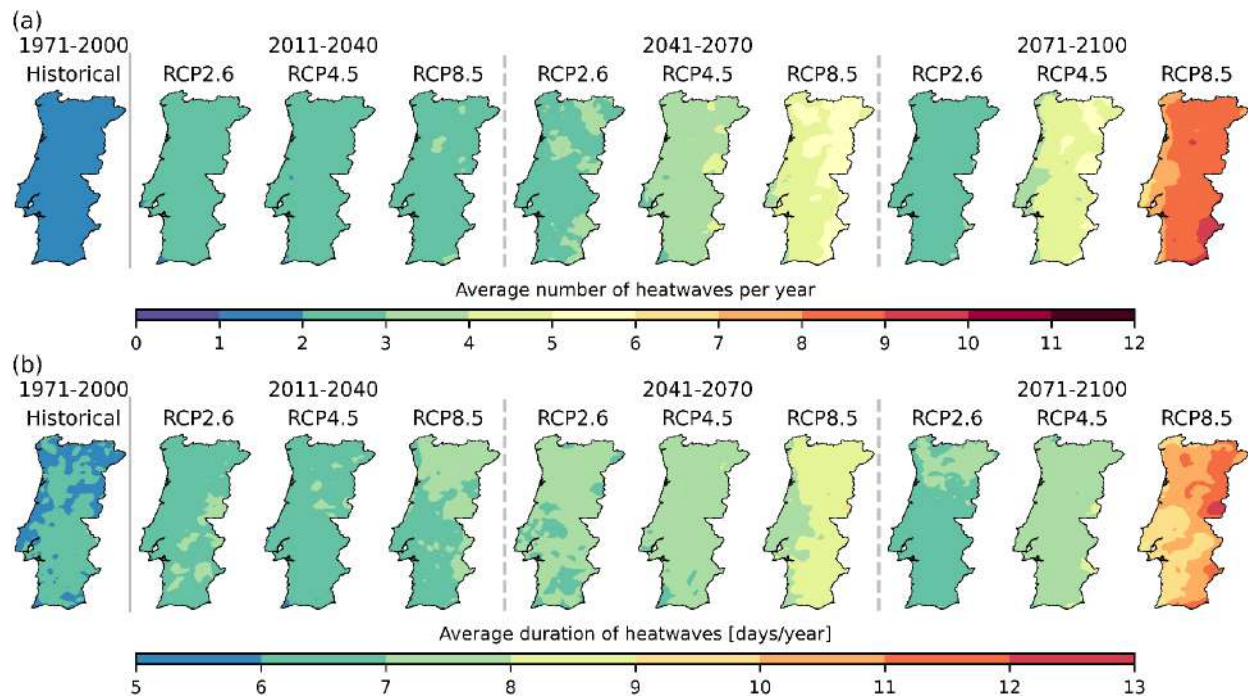 (a)
1971-2000 2011-2040 2041-2070 2071-2100
Historical RCP2.6 RCP4.5 RCP8.5 RCP2.6 RCP4.5 RCP8.5 RCP2.6 RCP4.5 RCP8.5
Average number of heatwaves per year
0 1 2 3 4 5 6 7 8 9 10 11 12
(b)
1971-2000 2011-2040 2041-2070 2071-2100
Historical RCP2.6 RCP4.5 RCP8.5 RCP2.6 RCP4.5 RCP8.5 RCP2.6 RCP4.5 RCP8.5
Average duration of heatwaves [days/year]
5 6 7 8 9 10 11 12 13